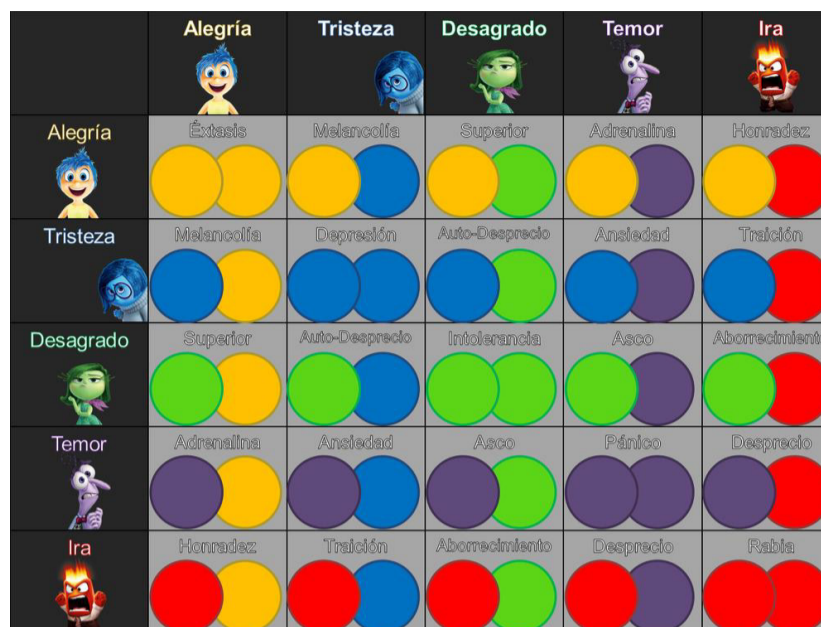 Alegría Tristeza Desagrado Temor Ira
Alegría
Éxtasis Melancolía Superior Adrenalina Honradez
Tristeza
Melancolía Depresión Auto-Desprecio Ansiedad Traición
Desagrado
Superior Auto-Desprecio Intolerancia Asco Aborrecimient
Temor
Adrenalina Ansiedad Asco Pánico Desprecio
Ira
Honradez Traición Aborrecimiento Desprecio Rabia